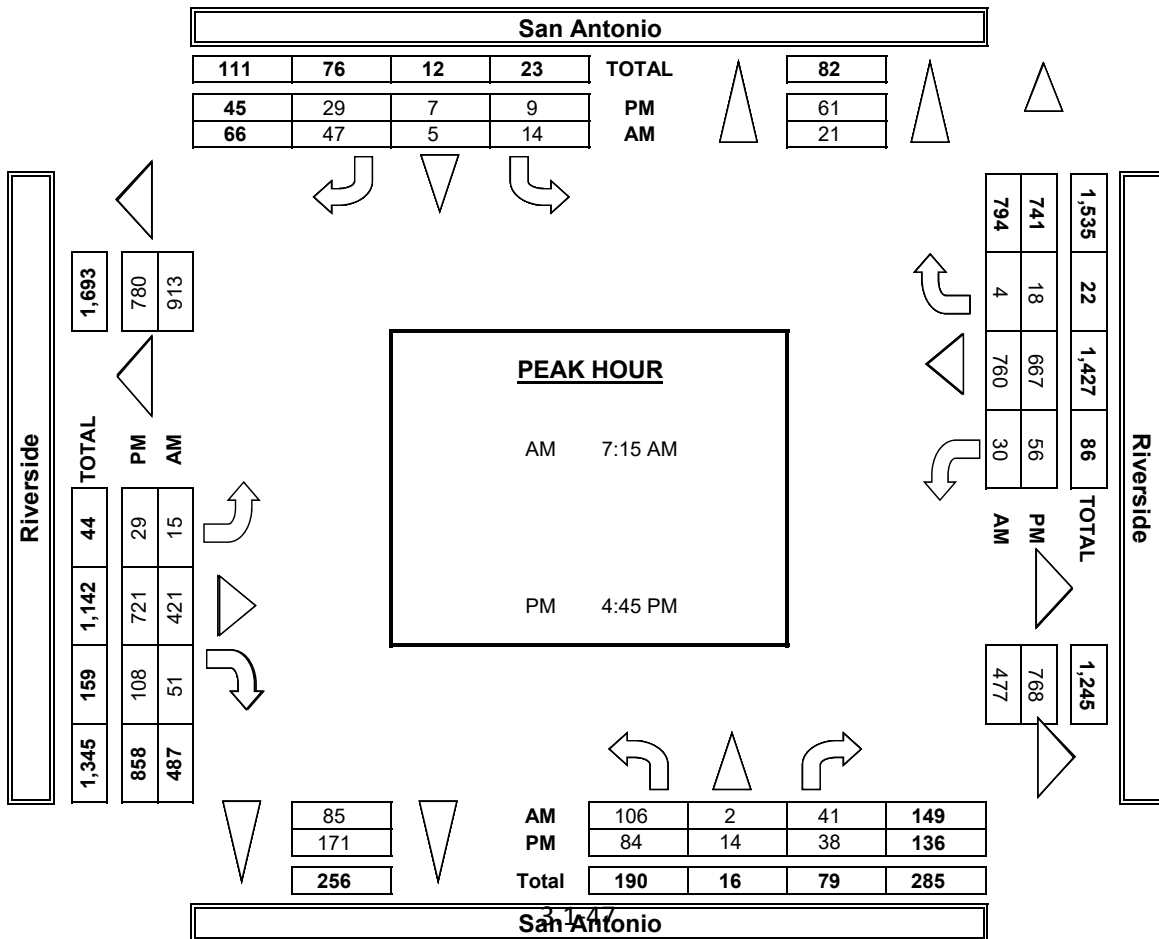 San Antonio
111 76 12 23 TOTAL 82
45 29 7 9 PM 61
66 47 5 14 AM 21
Riverside
1,693
780
913
TOTAL
PM
AM
44 29 15
1,142 721 421
159 108 51
1,345 858 487
PEAK HOUR
AM 7:15 AM
PM 4:45 PM
794 741 1,535
4 18 22
760 667 1,427
30 56 86
AM PM TOTAL
477 768 1,245
Riverside
85 AM 106 2 41 149
171 PM 84 14 38 136
256 Total 190 16 79 285
San Antonio
3.1-47